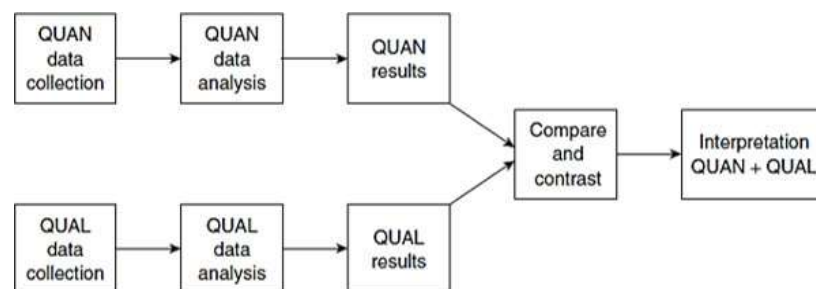 QUAN
data
collection
QUAN
data
analysis
QUAN
results
Compare
and
contrast
Interpretation
QUAN + QUAL
QUAL
data
collection
QUAL
data
analysis
QUAL
results